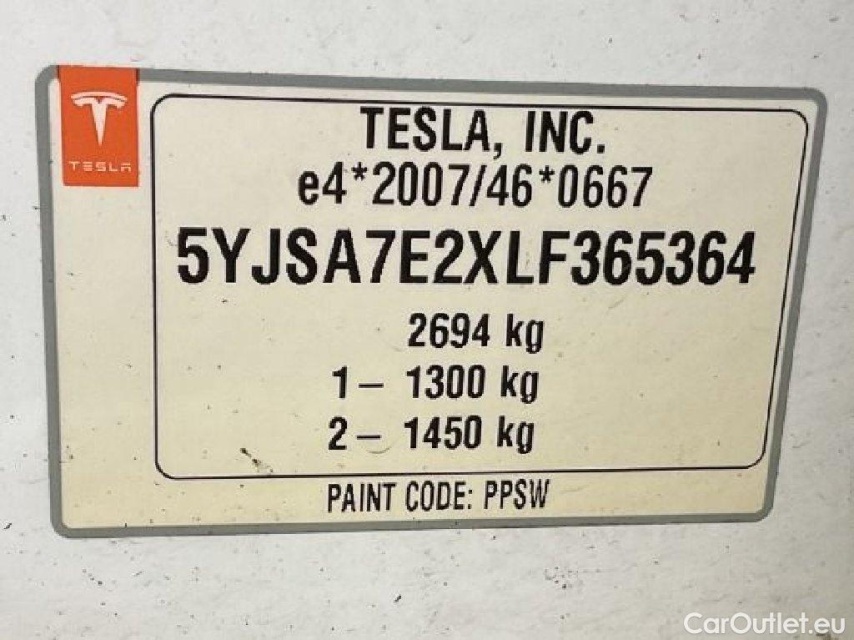 TESLA
TESLA, INC.
e4*2007/46*0667
5YJSA7E2XLF365364
2694 kg
1– 1300 kg
2– 1450 kg
PAINT CODE: PPSW
CarOutlet.eu